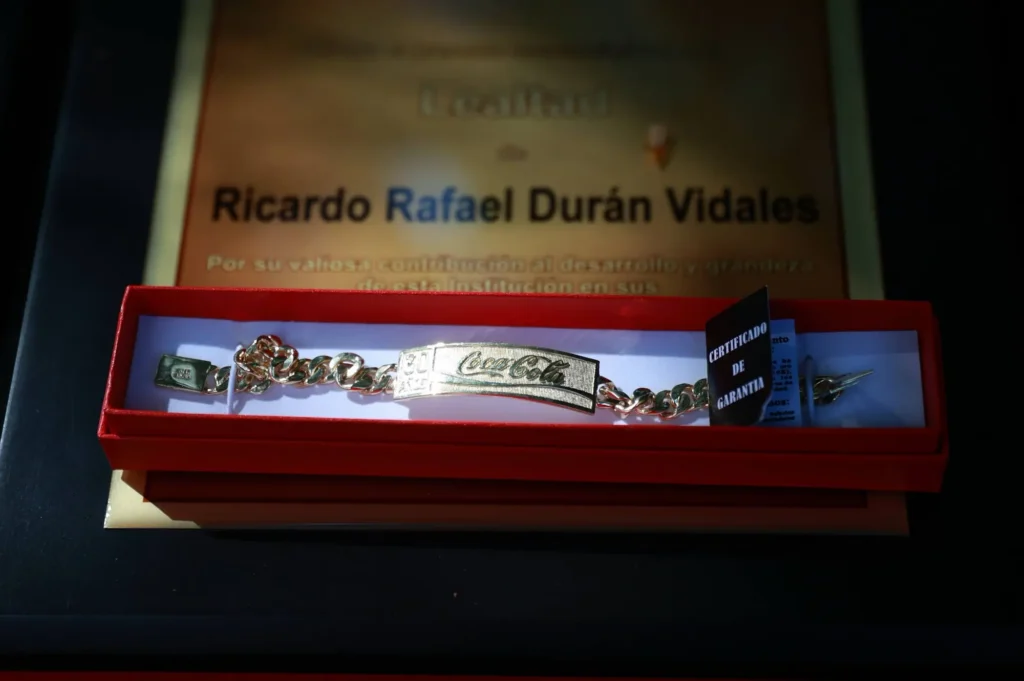 Lealtad
de
Ricardo Rafael Durán Vidales
Por su valiosa contribución al desarrollo y grandeza
de esta Institución en sus
Coca-Cola
CERTIFICADO
DE
GARANTIA